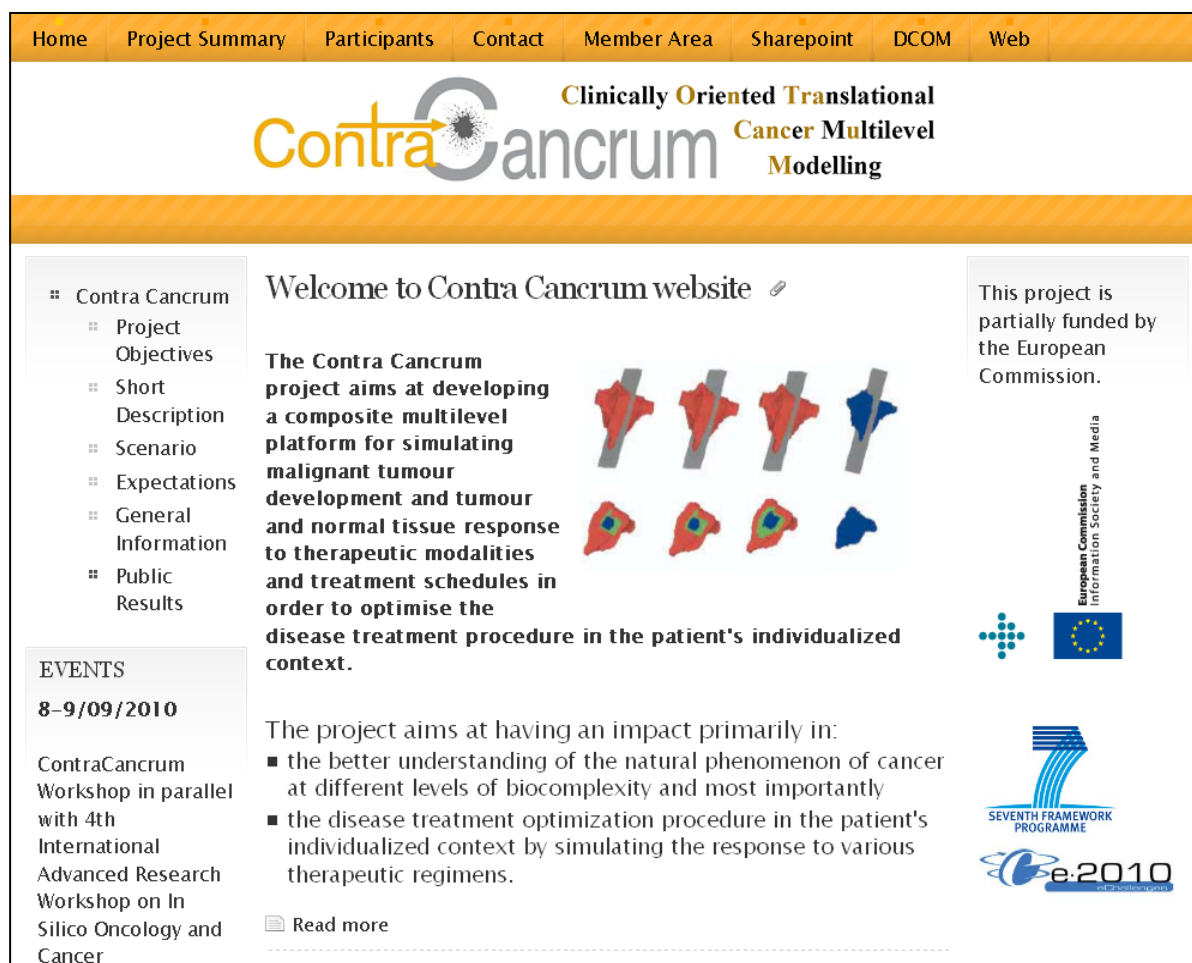 Home Project Summary Participants Contact Member Area Sharepoint DCOM Web
ContraCancrum
Clinically Oriented Translational
Cancer Multilevel
Modelling
Contra Cancrum
Project
Objectives
Short
Description
Scenario
Expectations
General
Information
Public
Results
EVENTS
8-9/09/2010
ContraCancrum
Workshop in parallel
with 4th
International
Advanced Research
Workshop on In
Silico Oncology and
Cancer
Welcome to Contra Cancrum website
The Contra Cancrum
project aims at developing
a composite multilevel
platform for simulating
malignant tumour
development and tumour
and normal tissue response
to therapeutic modalities
and treatment schedules in
order to optimise the
disease treatment procedure in the patient's individualized
context.
The project aims at having an impact primarily in:
■ the better understanding of the natural phenomenon of cancer
at different levels of biocomplexity and most importantly
■ the disease treatment optimization procedure in the patient's
individualized context by simulating the response to various
therapeutic regimens.
Read more
This project is
partially funded by
the European
Commission.
European Commission
Information Society and Media
7
SEVENTH FRAMEWORK
PROGRAMME
e·2010
eChallenges